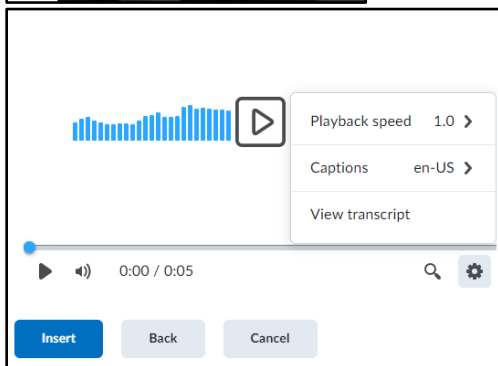 Playback speed 1.0
Captions en-US
View transcript
0:00 / 0:05
Insert Back Cancel